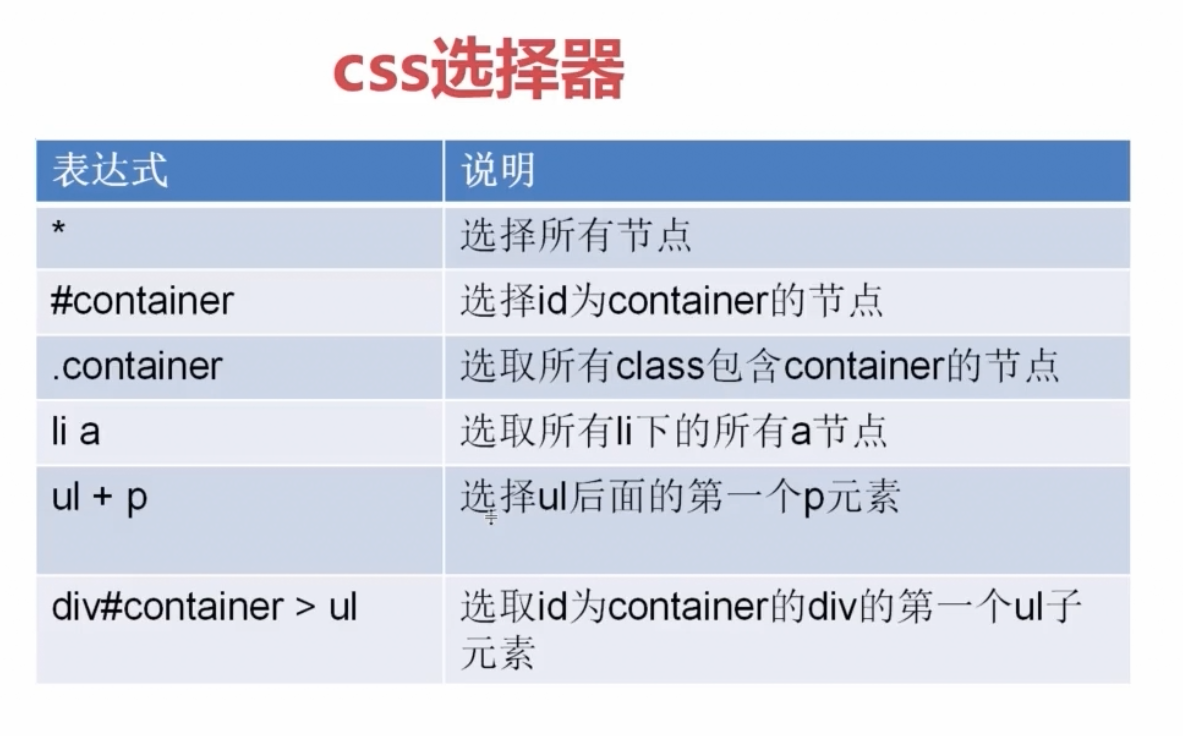 css选择器
表达式 说明
* 选择所有节点
#container 选择id为container的节点
.container 选取所有class包含container的节点
li a 选取所有li下的所有a节点
ul + p 选择ul后面的第一个p元素
div#container > ul 选取id为container的div的第一个ul子
元素